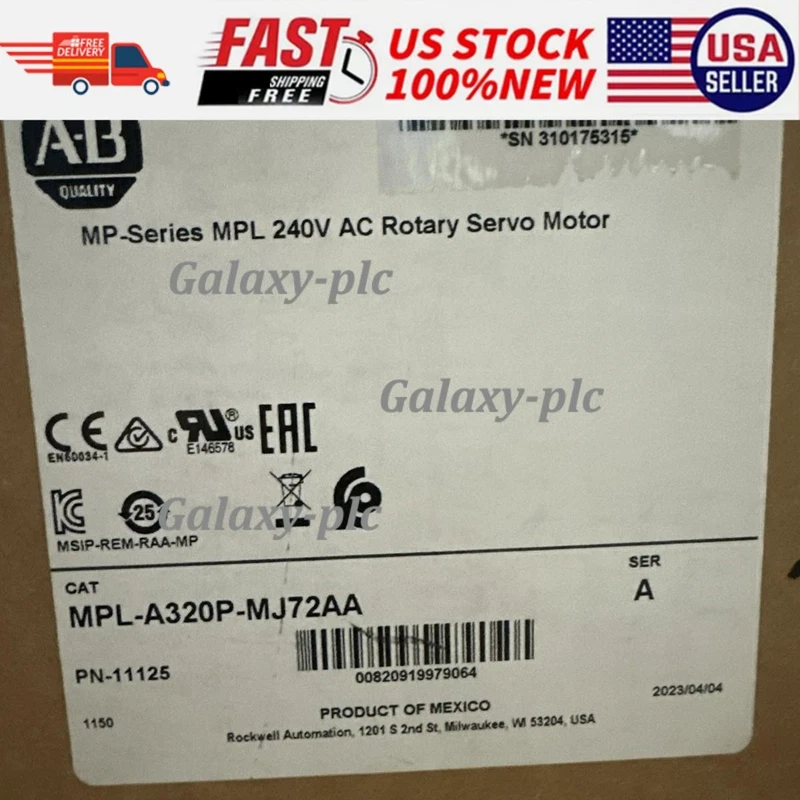 FREE
DELIVERY
FAST
SHIPPING
FREE
US STOCK
100%NEW
USA
SELLER
A-B
QUALITY
*SN 310175315*
MP-Series MPL 240V AC Rotary Servo Motor
Galaxy-plc
Galaxy-plc
CE
EN60034-1
c RU ® US
E146578
EAC
25
Galaxy-plc
MSIP-REM-RAA-MP
CAT
MPL-A320P-MJ72AA
SER
A
PN-11125
00820919979064
2023/04/04
1150
PRODUCT OF MEXICO
Rockwell Automation, 1201 S 2nd St, Milwaukee, WI 53204, USA